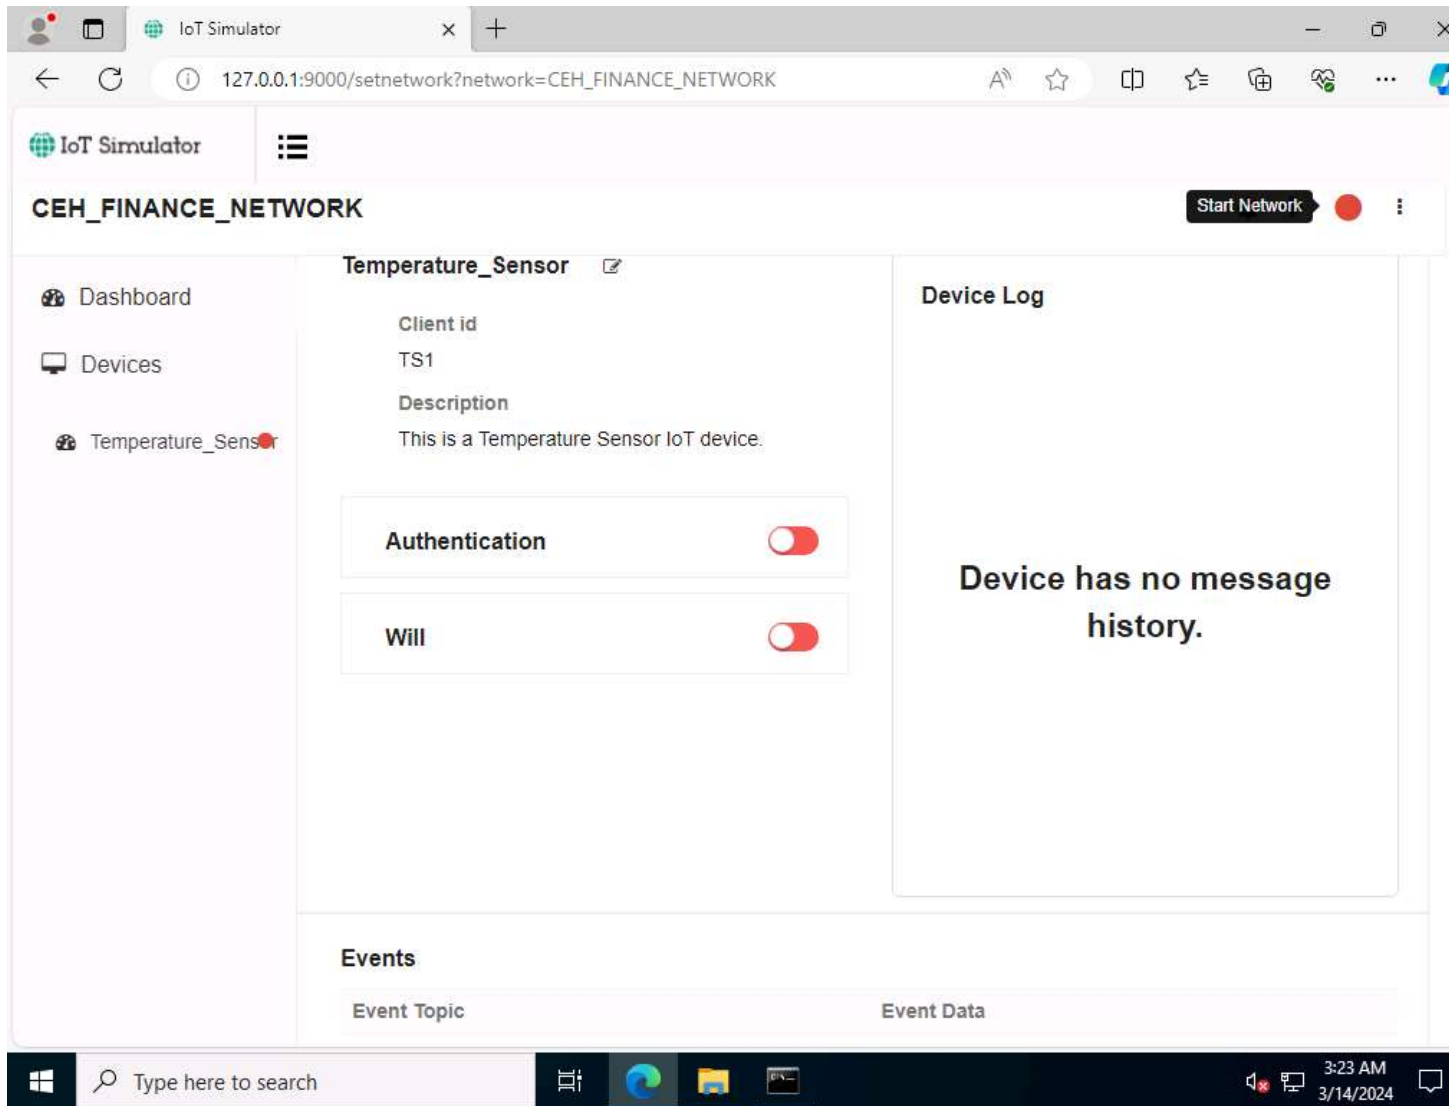 IoT Simulator
127.0.0.1:9000/setnetwork?network=CEH_FINANCE_NETWORK
IoT Simulator
CEH_FINANCE_NETWORK
Start Network
Dashboard
Devices
Temperature_Sensor
Temperature_Sensor
Client id
TS1
Description
This is a Temperature Sensor IoT device.
Authentication
Will
Device Log
Device has no message
history.
Events
Event Topic Event Data
Type here to search
3:23 AM
3/14/2024